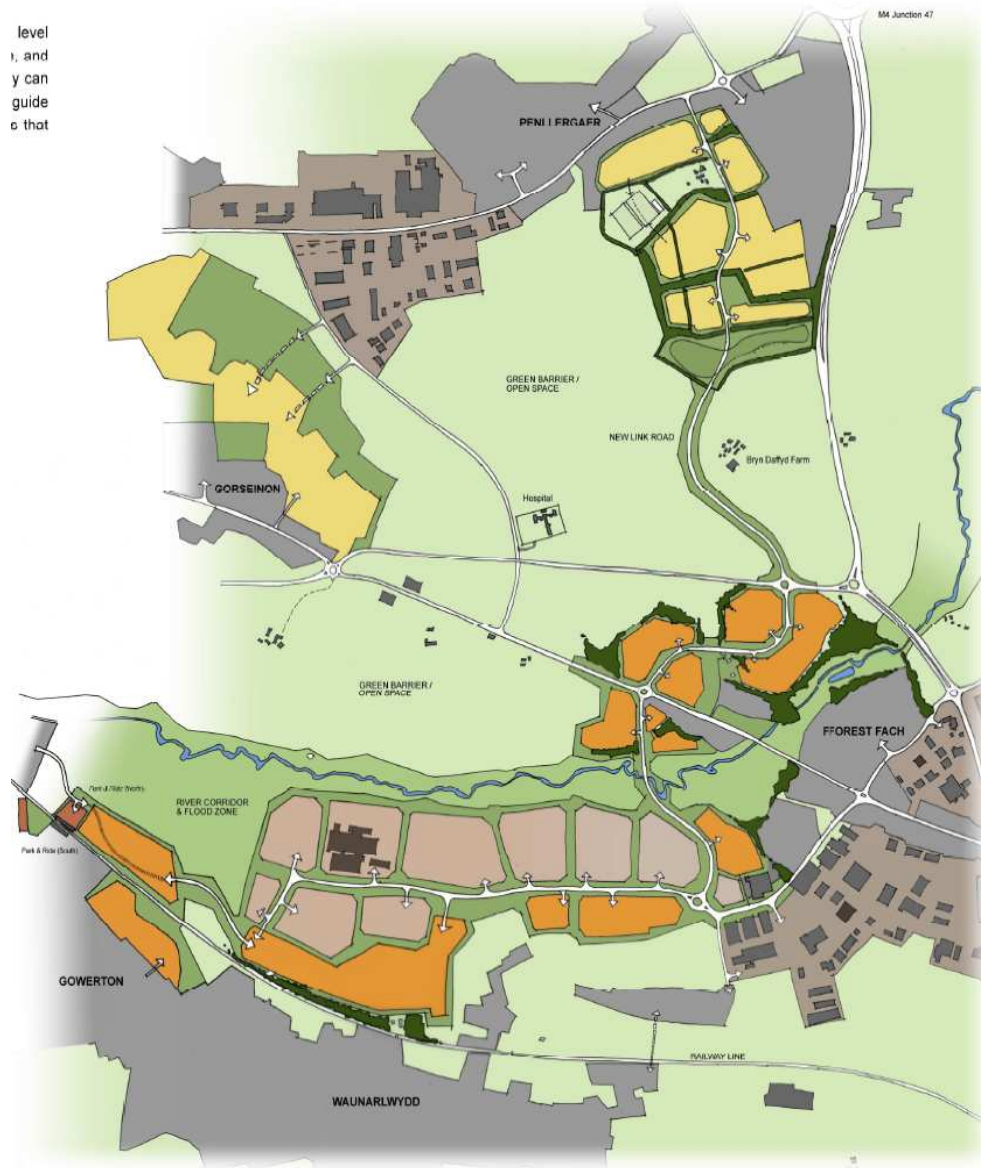 level
, and
y can
guide
c that
M4 Junction 47
PENLLERGAER
GREEN BARRIER /
OPEN SPACE
NEW LINK ROAD
Bryn Daffyd Farm
GORSEINON
Hospital
GREEN BARRIER /
OPEN SPACE
FFOREST FACH
Park & Ride (North)
RIVER CORRIDOR
& FLOOD ZONE
Park & Ride (South)
GOWERTON
RAILWAY LINE
WAUNARLWYDD